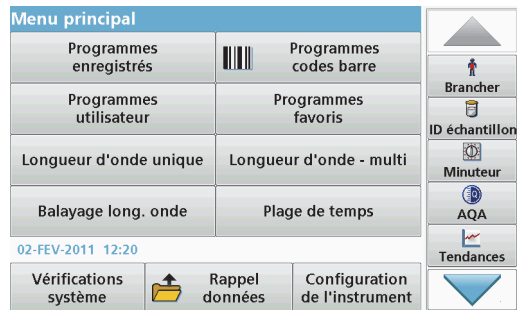 Menu principal
Programmes
enregistrés
Programmes
codes barre
Programmes
utilisateur
Programmes
favoris
Longueur d'onde unique
Longueur d'onde - multi
Balayage long. onde
Plage de temps
02-FEV-2011 12:20
Vérifications
système
Rappel
données
Configuration
de l'instrument
Brancher
ID échantillon
Minuteur
AQA
Tendances